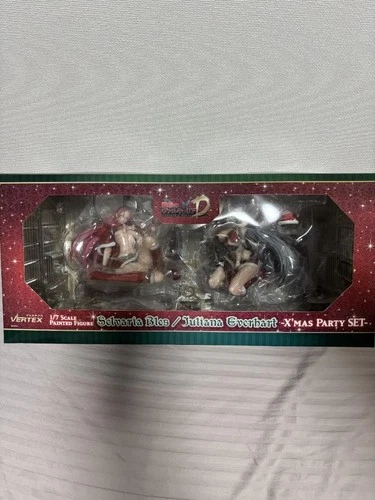 VERTEX
1/7 SCALE
PAINTED FIGURE
Selvaria Bles / Juliana Everhart -X'MAS PARTY SET-